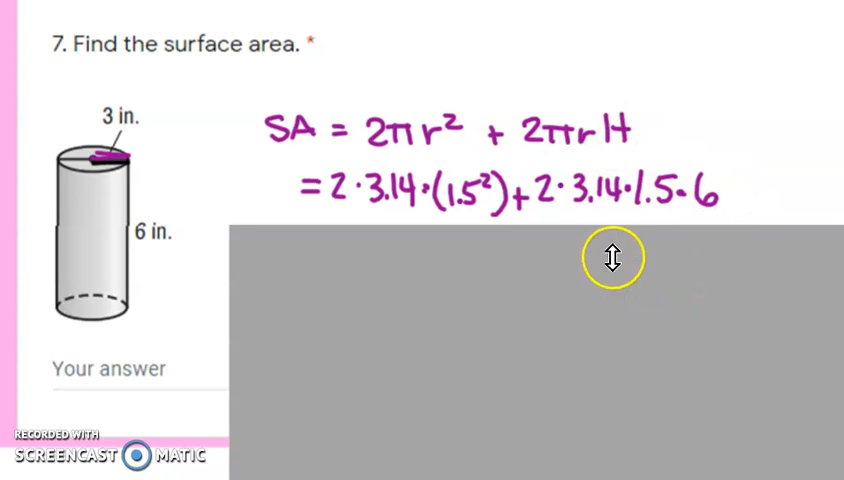 7. Find the surface area. *
3 in.
SA = 2πr² + 2πrH
= 2·3.14·(1.5²)+2·3.14·1.5·6
6 in.
Your answer
RECORDED WITH
SCREENCAST MATIC